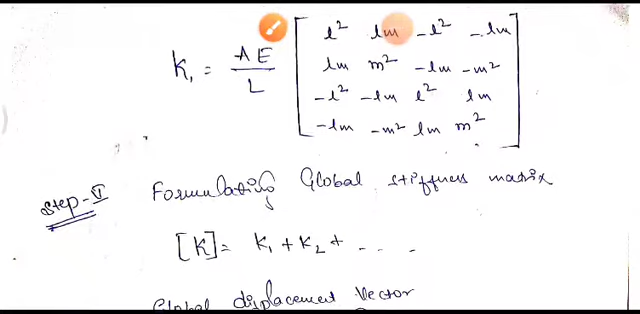 K₁ = AE/L [ l² lm -l² -lm
lm m² -lm -m²
-l² -lm l² lm
-lm -m² lm m² ]
Step-II Formulating Global stiffness matrix
[K] = K₁ + K₂ + - - - -
Global displacement Vector